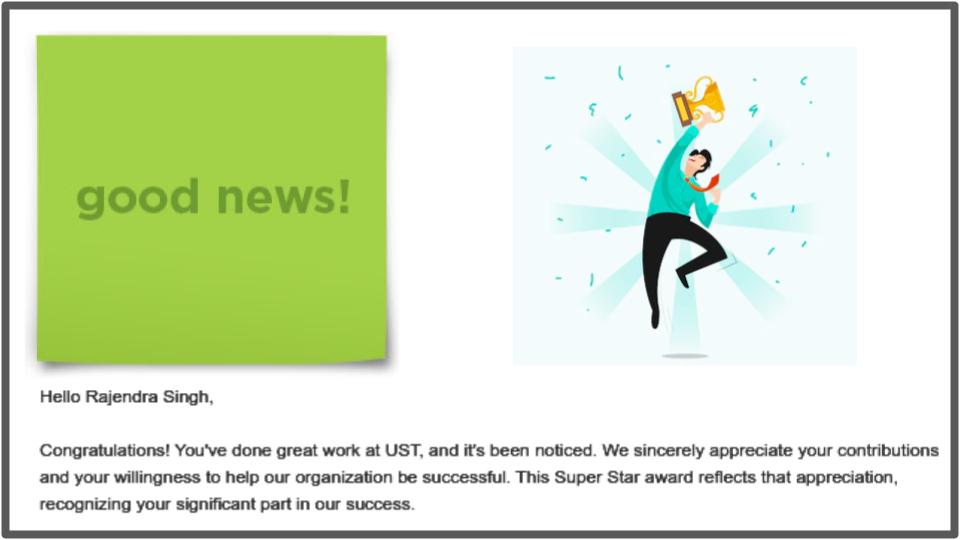 good news!
Hello Rajendra Singh,
Congratulations! You've done great work at UST, and it's been noticed. We sincerely appreciate your contributions
and your willingness to help our organization be successful. This Super Star award reflects that appreciation,
recognizing your significant part in our success.